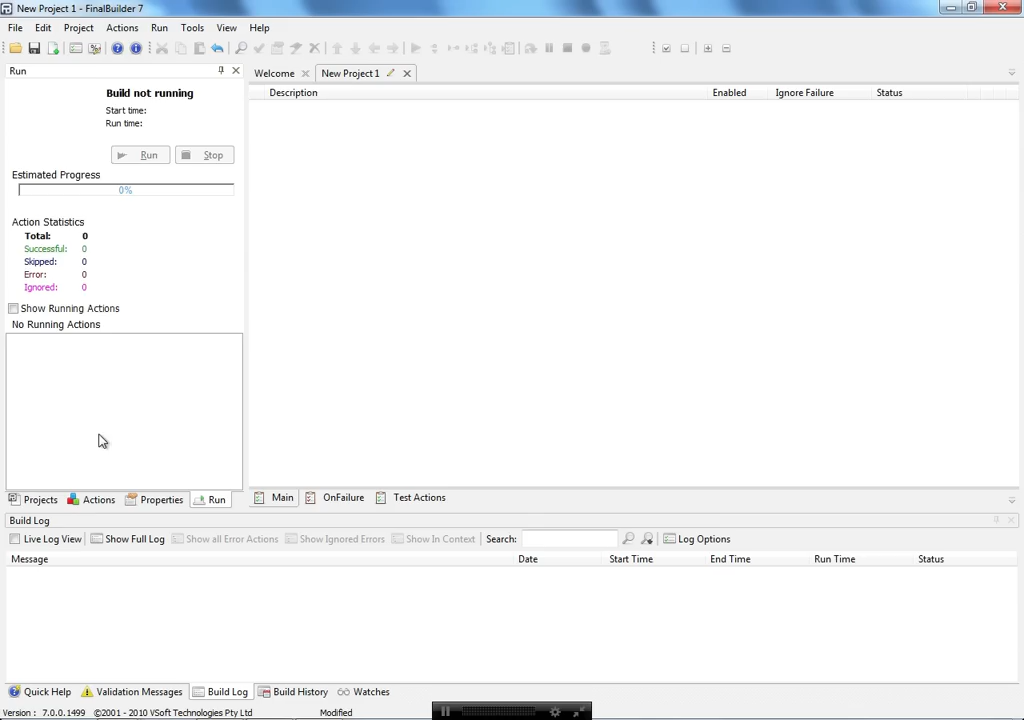 New Project 1 - FinalBuilder 7
File Edit Project Actions Run Tools View Help
Run
Welcome New Project 1
Build not running
Description Enabled Ignore Failure Status
Start time:
Run time:
Run Stop
Estimated Progress
0%
Action Statistics
Total: 0
Successful: 0
Skipped: 0
Error: 0
Ignored: 0
Show Running Actions
No Running Actions
Projects Actions Properties Run
Main OnFailure Test Actions
Build Log
Live Log View Show Full Log Show all Error Actions Show Ignored Errors Show In Context Search: Log Options
Message Date Start Time End Time Run Time Status
Quick Help Validation Messages Build Log Build History Watches
Version : 7.0.0.1499 ©2001 - 2010 VSoft Technologies Pty Ltd Modified